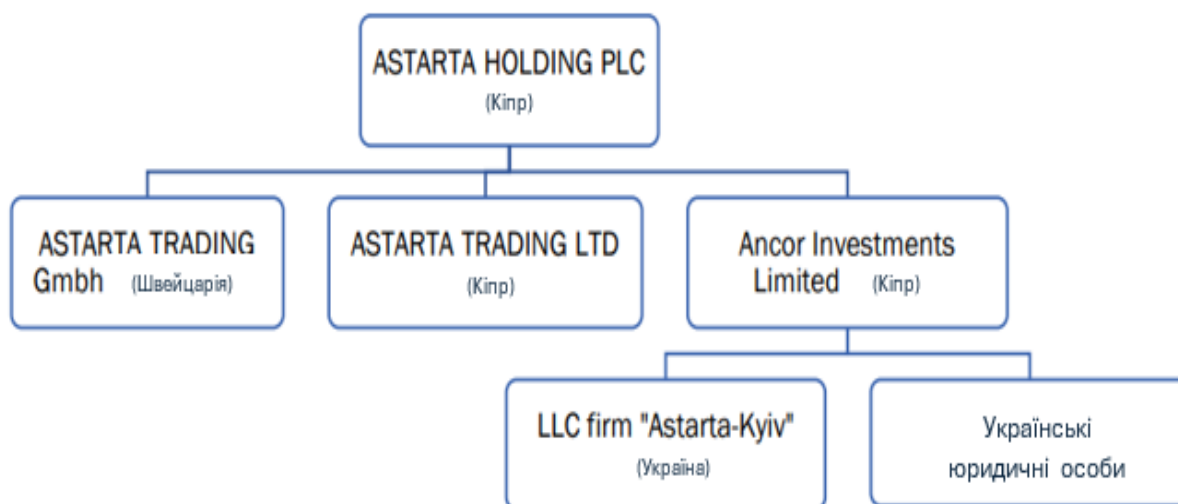 ASTARTA HOLDING PLC
(Кіпр)
ASTARTA TRADING
Gmbh (Швейцарія)
ASTARTA TRADING LTD
(Кіпр)
Ancor Investments
Limited (Кіпр)
LLC firm "Astarta-Kyiv"
(Україна)
Українські
юридичні особи